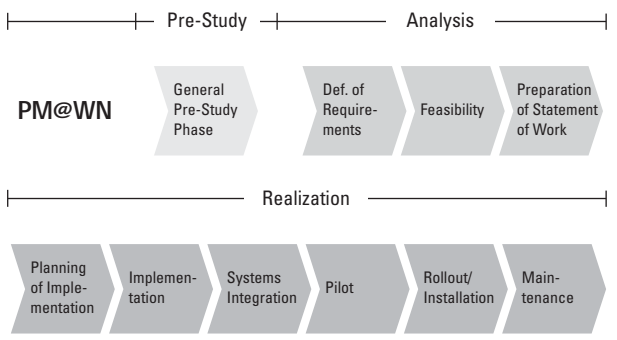 Pre-Study
Analysis
PM@WN
General
Pre-Study
Phase
Def. of
Require-
ments
Feasibility
Preparation
of Statement
of Work
Realization
Planning
of Imple-
mentation
Implemen-
tation
Systems
Integration
Pilot
Rollout/
Installation
Main-
tenance